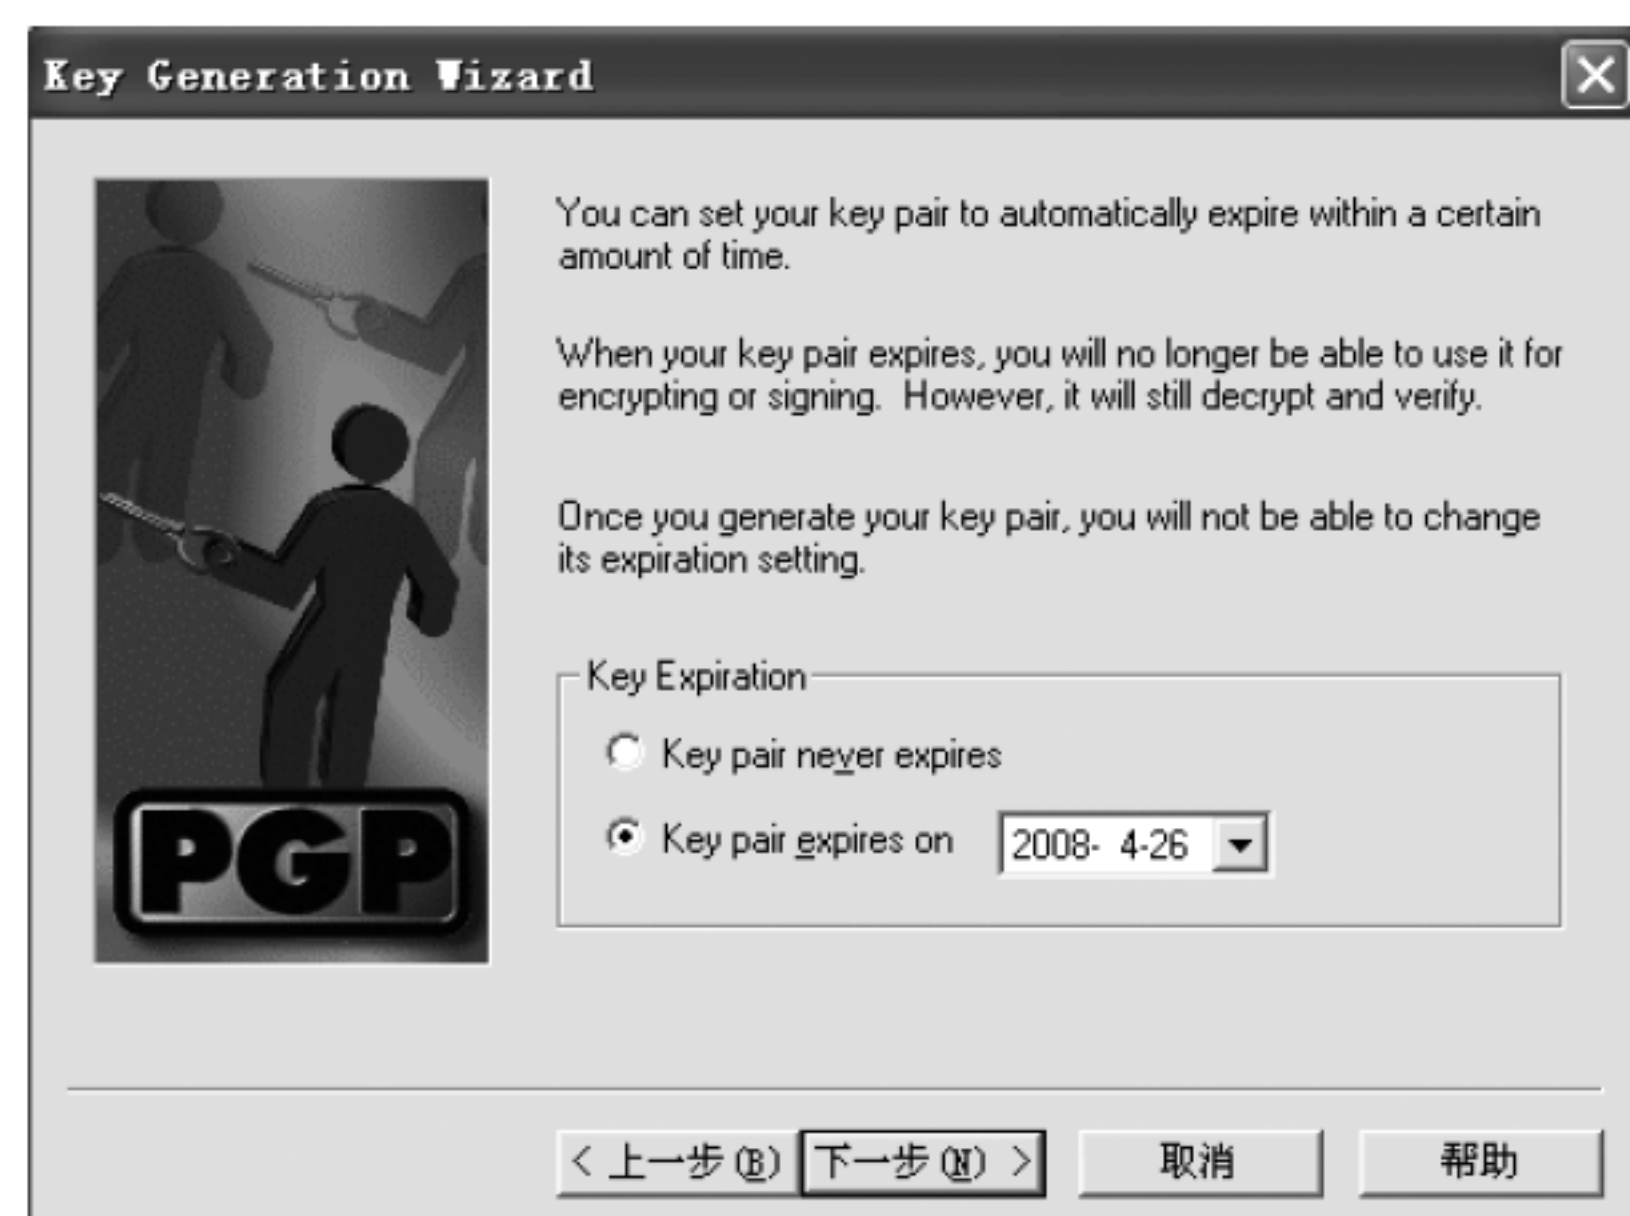 Key Generation Wizard
You can set your key pair to automatically expire within a certain
amount of time.
When your key pair expires, you will no longer be able to use it for
encrypting or signing.  However, it will still decrypt and verify.
Once you generate your key pair, you will not be able to change
its expiration setting.
Key Expiration
Key pair never expires
Key pair expires on 2008- 4-26
PGP
< 上一步(B) 下一步(N) > 取消 帮助